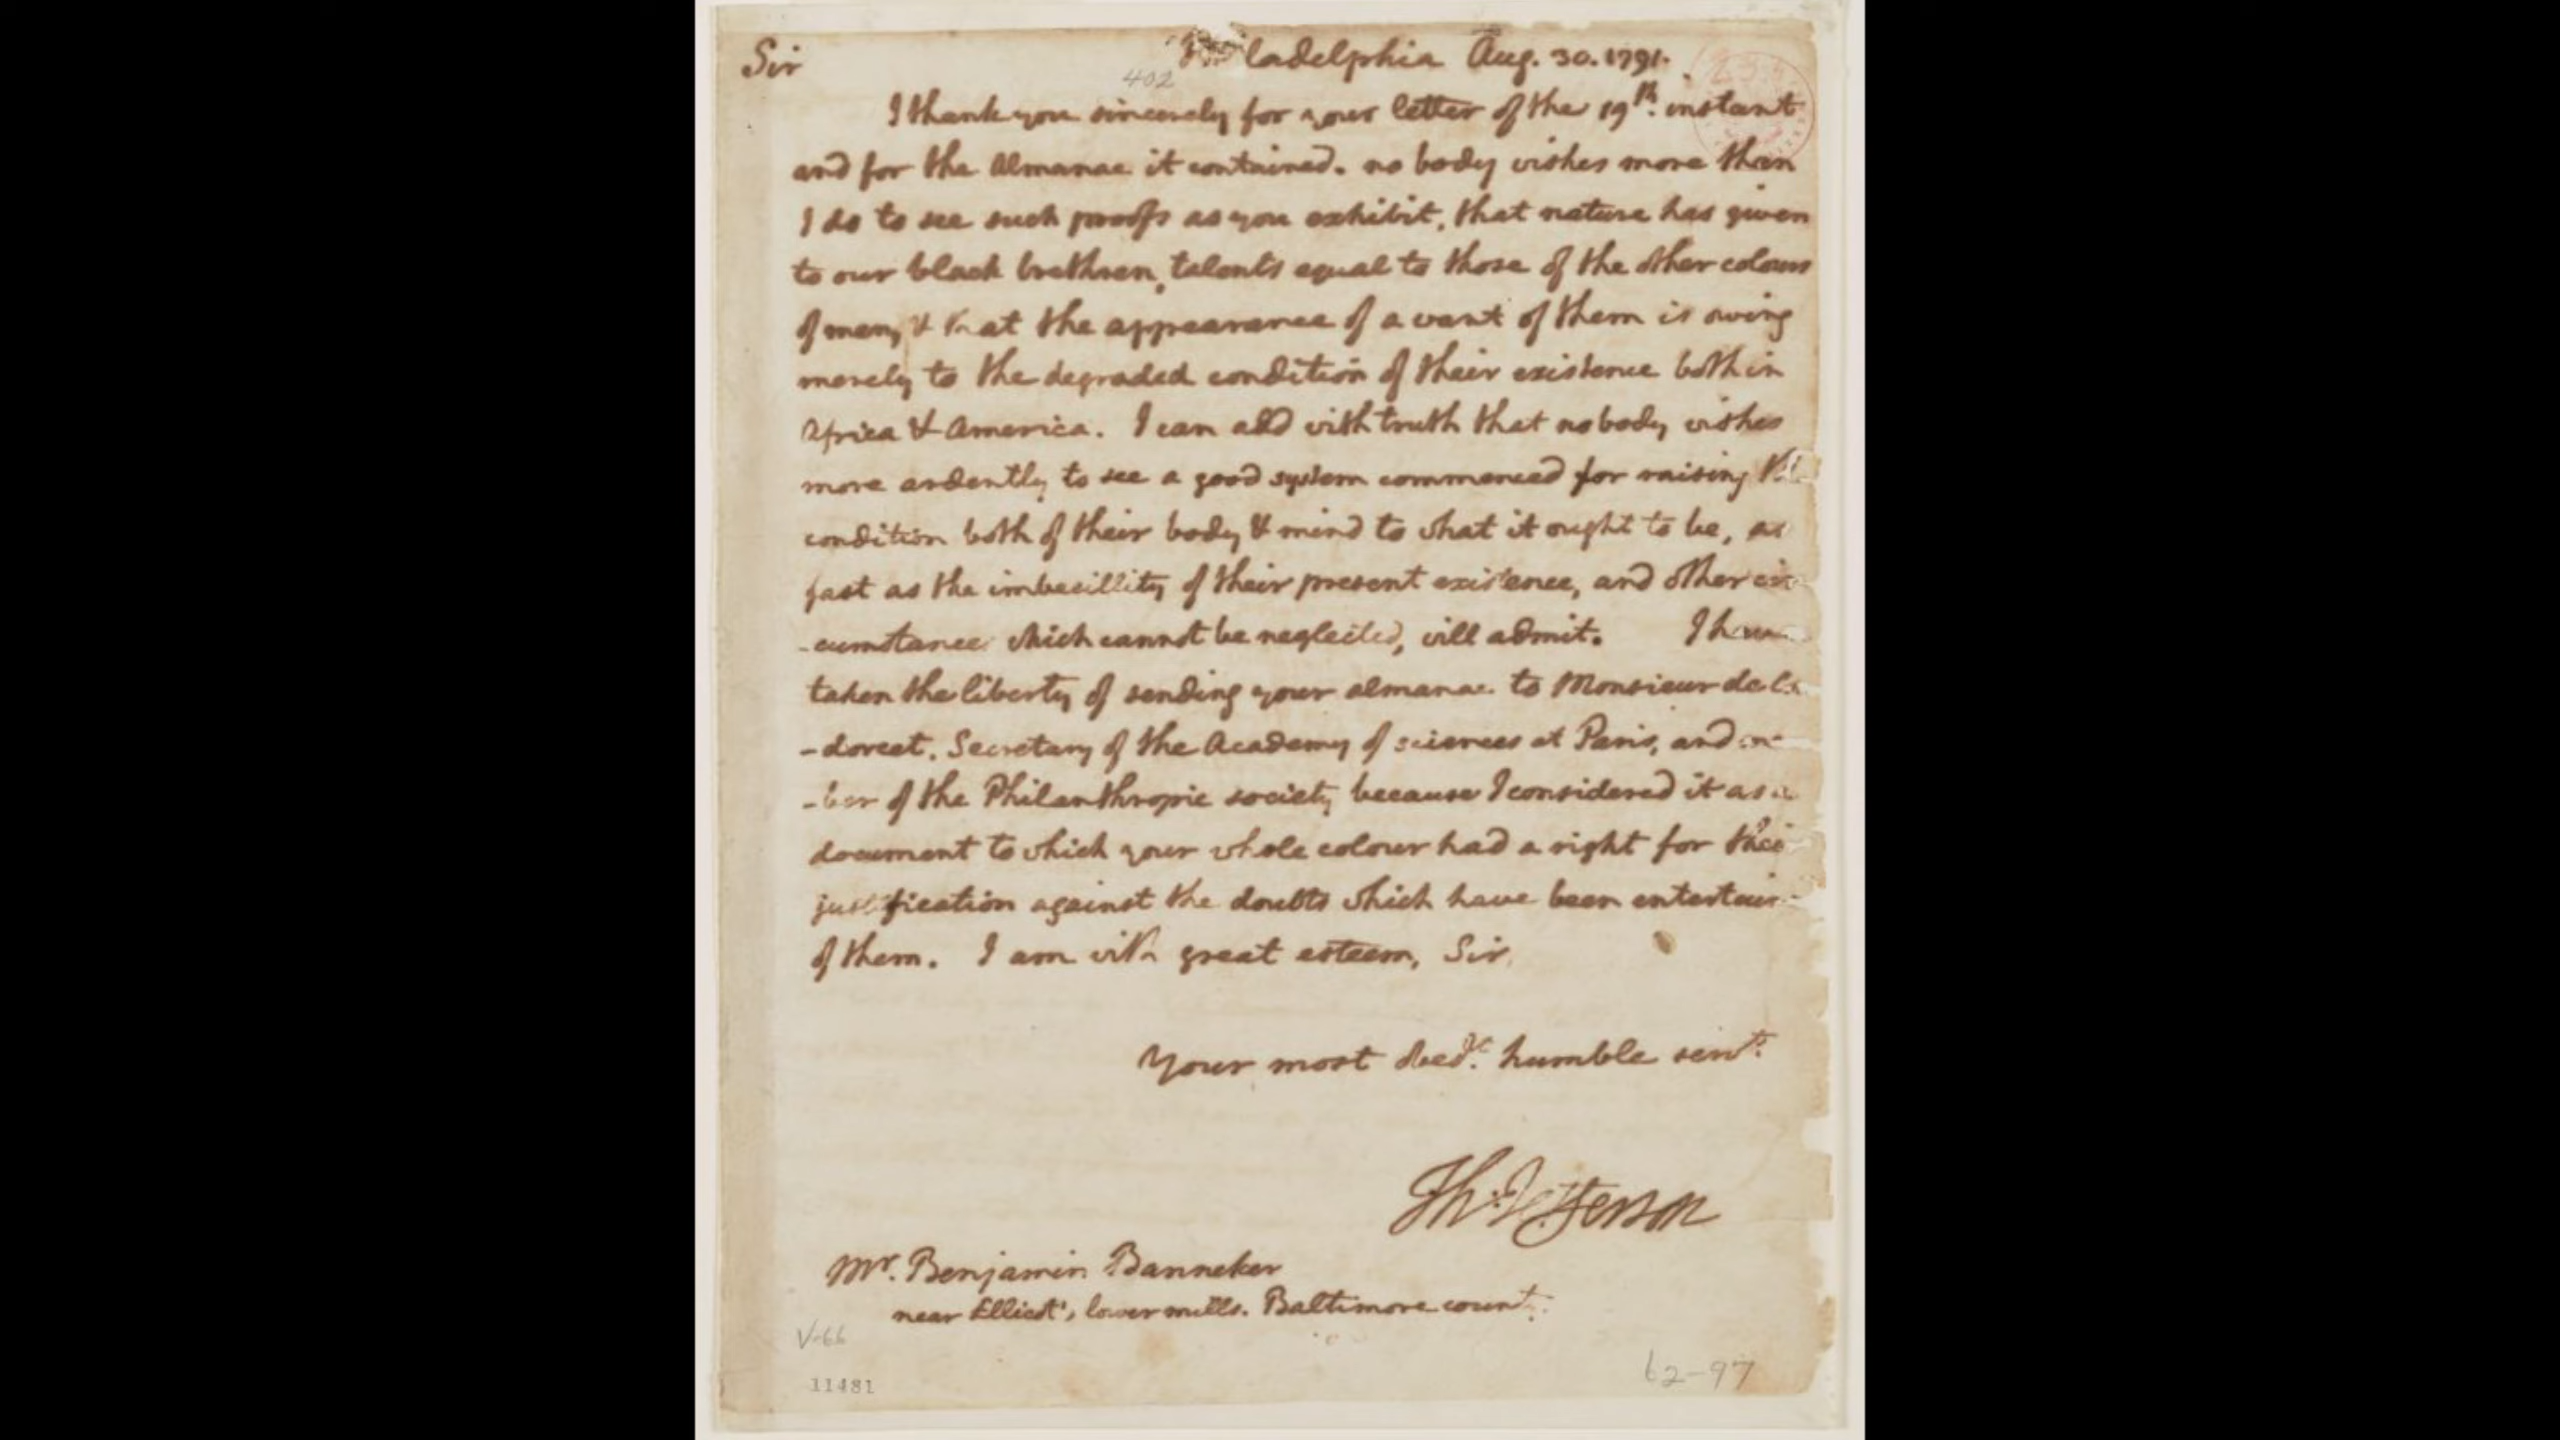 Sir
Philadelphia Aug. 30. 1791.
402
I thank you sincerely for your letter of the 19th. instant
and for the Almanac it contained. no body wishes more than
I do to see such proofs as you exhibit, that nature has given
to our black brethren, talents equal to those of the other colours
of men, & that the appearance of a want of them is owing
merely to the degraded condition of their existence both in
Africa & America. I can add with truth that no body wishes
more ardently to see a good system commenced for raising the
condition both of their body & mind to what it ought to be, as
fast as the imbecillity of their present existence, and other cir
-cumstance which cannot be neglected, will admit. I have
taken the liberty of sending your almanac to Monsieur de
-dorcet, Secretary of the Academy of sciences at Paris, and
-ber of the Philanthropic society because I considered it as a
document to which your whole colour had a right for their
justification against the doubts which have been entertain
of them. I am with great esteem, Sir
Your most obedt. humble servt.
Th: Jefferson
Mr. Benjamin Banneker
near Ellicot's, lower mills. Baltimore county.
V-66
11481
62-97